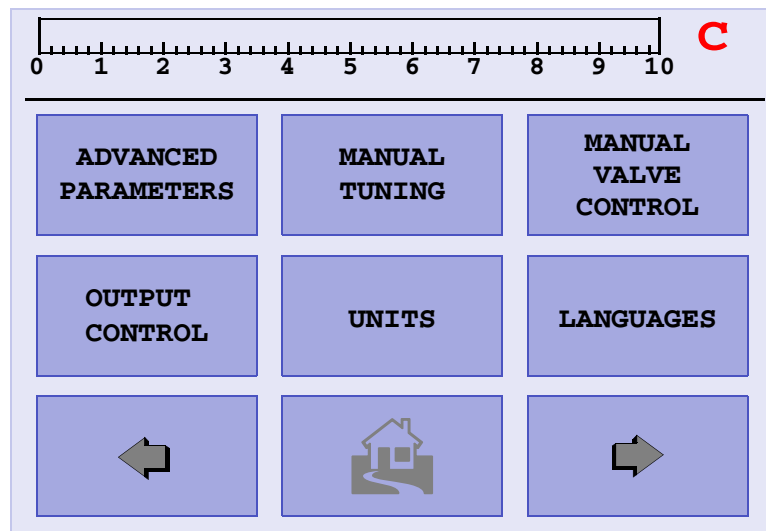 C
0 1 2 3 4 5 6 7 8 9 10
ADVANCED
PARAMETERS
MANUAL
TUNING
MANUAL
VALVE
CONTROL
OUTPUT
CONTROL
UNITS
LANGUAGES